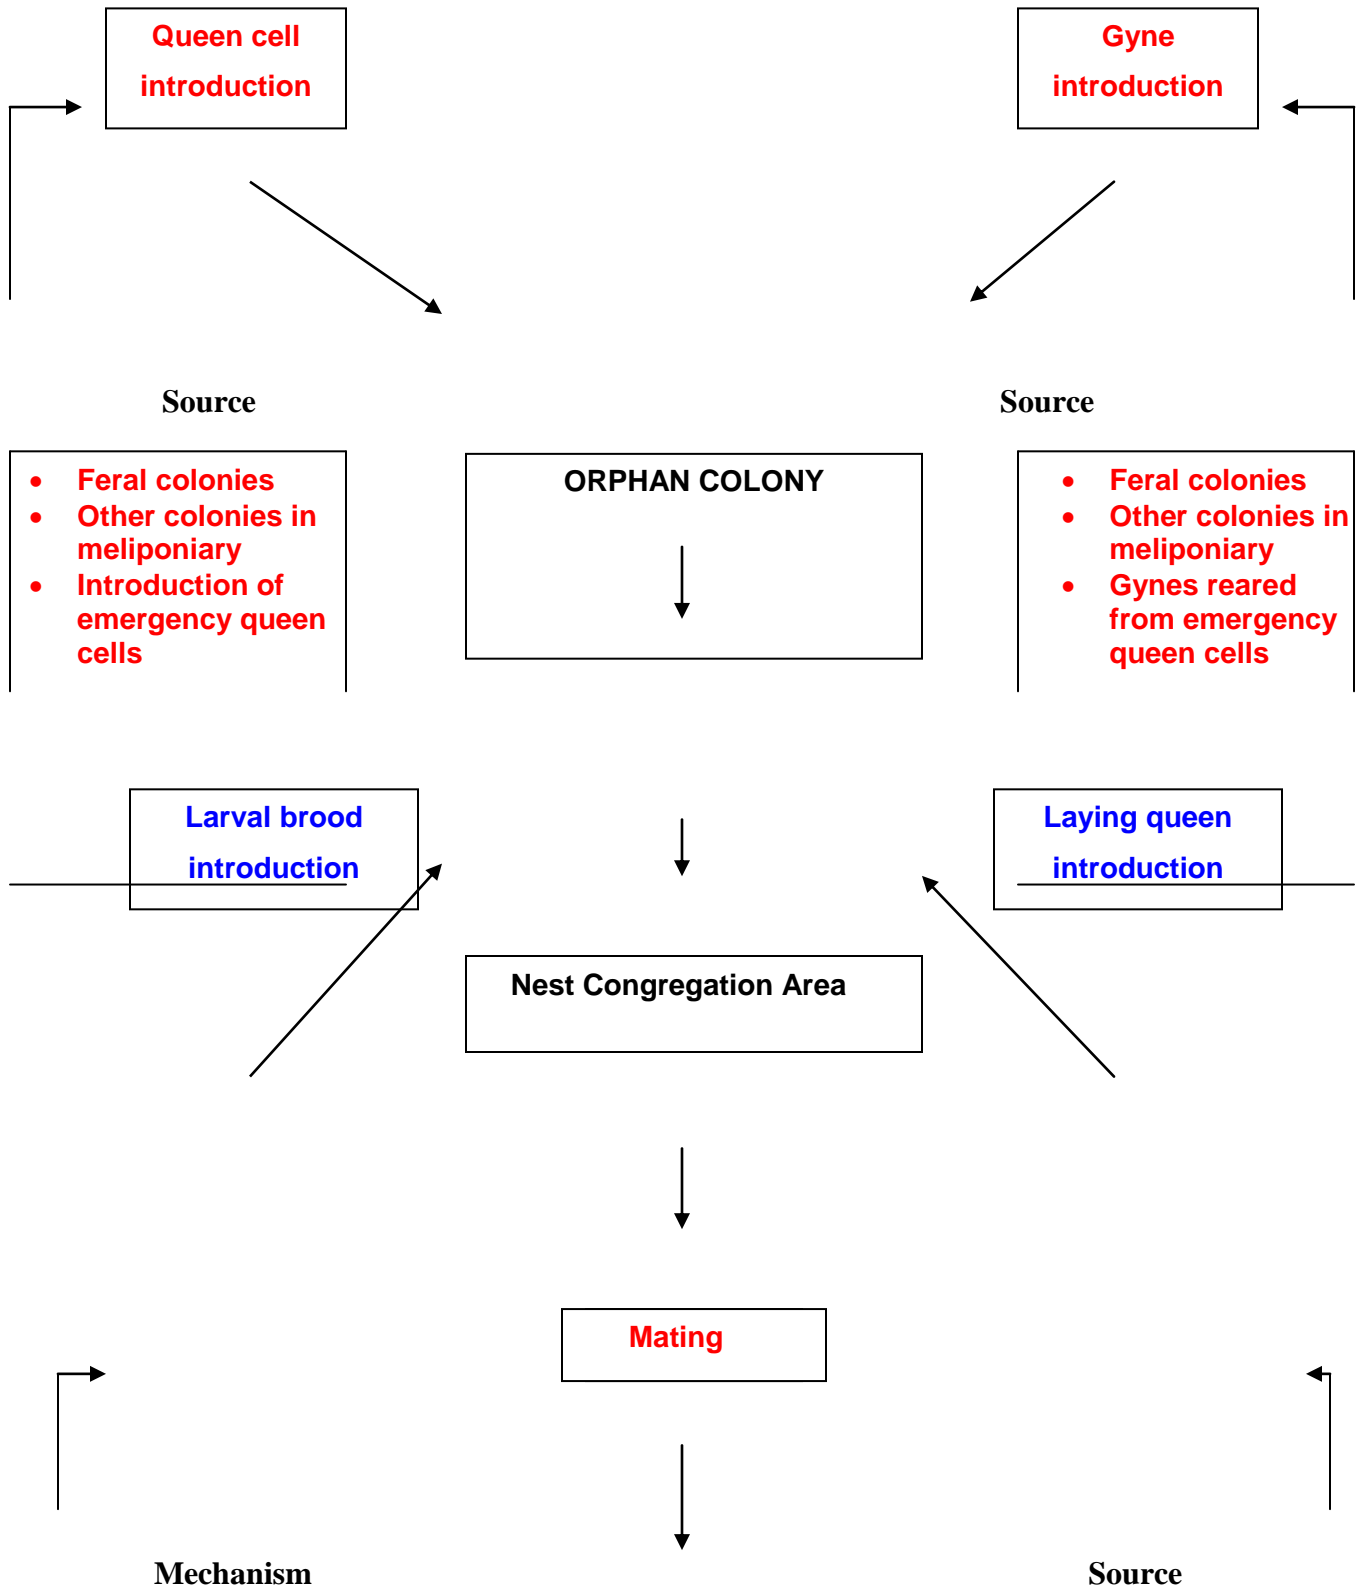 Queen cell
introduction
Gyne
introduction
Source
Source
• Feral colonies
• Other colonies in
meliponiary
• Introduction of
emergency queen
cells
ORPHAN COLONY
• Feral colonies
• Other colonies in
meliponiary
• Gynes reared
from emergency
queen cells
Larval brood
introduction
Laying queen
introduction
Nest Congregation Area
Mating
Mechanism
Source